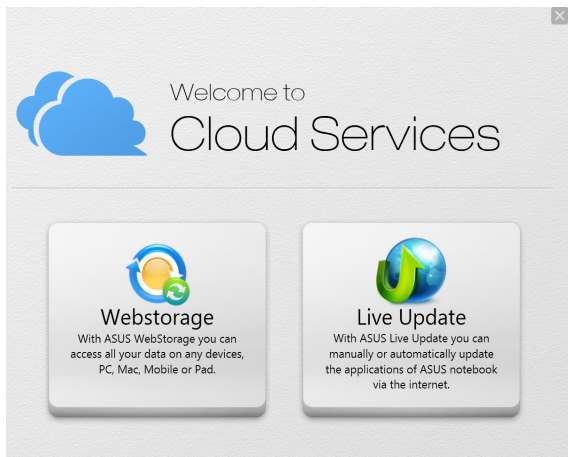 Welcome to
Cloud Services
Webstorage
With ASUS WebStorage you can
access all your data on any devices,
PC, Mac, Mobile or Pad.
Live Update
With ASUS Live Update you can
manually or automatically update
the applications of ASUS notebook
via the internet.